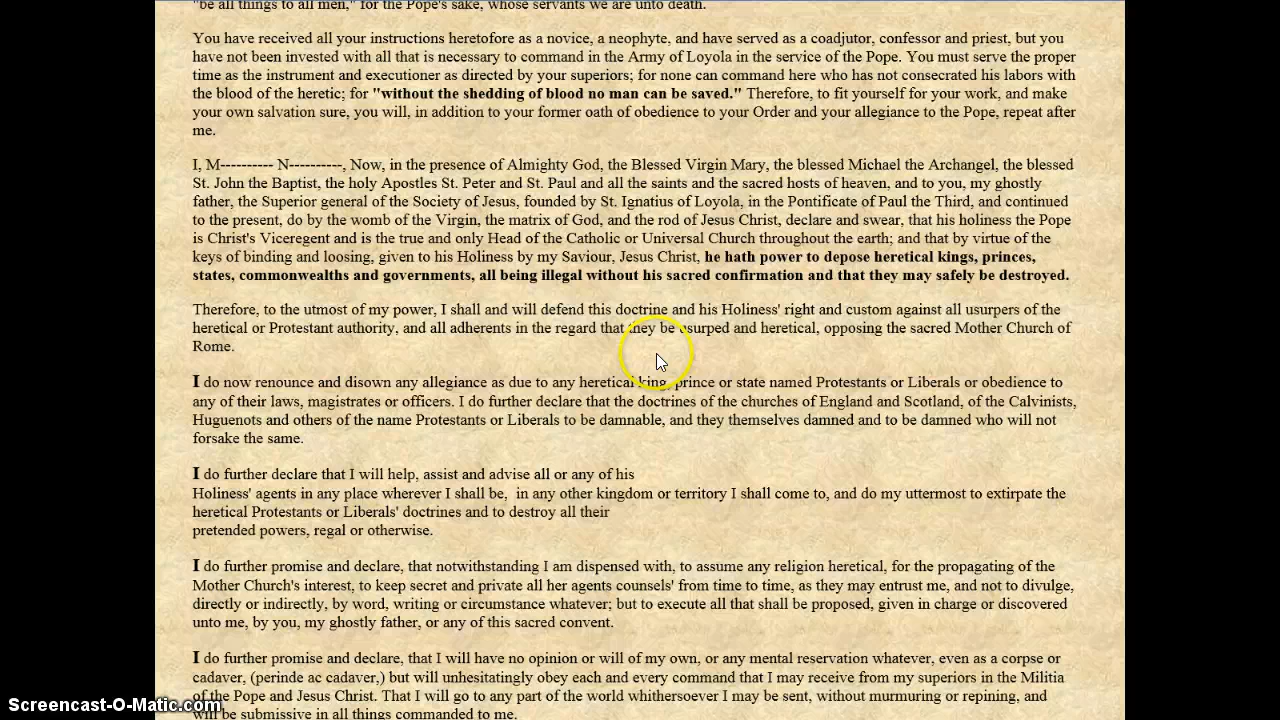 "be all things to all men," for the Pope's sake, whose servants we are unto death.
You have received all your instructions heretofore as a novice, a neophyte, and have served as a coadjutor, confessor and priest, but you
have not been invested with all that is necessary to command in the Army of Loyola in the service of the Pope. You must serve the proper
time as the instrument and executioner as directed by your superiors; for none can command here who has not consecrated his labors with
the blood of the heretic; for "without the shedding of blood no man can be saved." Therefore, to fit yourself for your work, and make
your own salvation sure, you will, in addition to your former oath of obedience to your Order and your allegiance to the Pope, repeat after
me.
I, M---------- N----------, Now, in the presence of Almighty God, the Blessed Virgin Mary, the blessed Michael the Archangel, the blessed
St. John the Baptist, the holy Apostles St. Peter and St. Paul and all the saints and the sacred hosts of heaven, and to you, my ghostly
father, the Superior general of the Society of Jesus, founded by St. Ignatius of Loyola, in the Pontificate of Paul the Third, and continued
to the present, do by the womb of the Virgin, the matrix of God, and the rod of Jesus Christ, declare and swear, that his holiness the Pope
is Christ's Viceregent and is the true and only Head of the Catholic or Universal Church throughout the earth; and that by virtue of the
keys of binding and loosing, given to his Holiness by my Saviour, Jesus Christ, he hath power to depose heretical kings, princes,
states, commonwealths and governments, all being illegal without his sacred confirmation and that they may safely be destroyed.
Therefore, to the utmost of my power, I shall and will defend this doctrine and his Holiness' right and custom against all usurpers of the
heretical or Protestant authority, and all adherents in the regard that they be usurped and heretical, opposing the sacred Mother Church of
Rome.
I do now renounce and disown any allegiance as due to any heretical king, prince or state named Protestants or Liberals or obedience to
any of their laws, magistrates or officers. I do further declare that the doctrines of the churches of England and Scotland, of the Calvinists,
Huguenots and others of the name Protestants or Liberals to be damnable, and they themselves damned and to be damned who will not
forsake the same.
I do further declare that I will help, assist and advise all or any of his
Holiness' agents in any place wherever I shall be, in any other kingdom or territory I shall come to, and do my uttermost to extirpate the
heretical Protestants or Liberals' doctrines and to destroy all their
pretended powers, regal or otherwise.
I do further promise and declare, that notwithstanding I am dispensed with, to assume any religion heretical, for the propagating of the
Mother Church's interest, to keep secret and private all her agents counsels' from time to time, as they may entrust me, and not to divulge,
directly or indirectly, by word, writing or circumstance whatever; but to execute all that shall be proposed, given in charge or discovered
unto me, by you, my ghostly father, or any of this sacred convent.
I do further promise and declare, that I will have no opinion or will of my own, or any mental reservation whatever, even as a corpse or
cadaver, (perinde ac cadaver,) but will unhesitatingly obey each and every command that I may receive from my superiors in the Militia
of the Pope and Jesus Christ. That I will go to any part of the world whithersoever I may be sent, without murmuring or repining, and
will be submissive in all things commanded to me.
Screencast-O-Matic.com